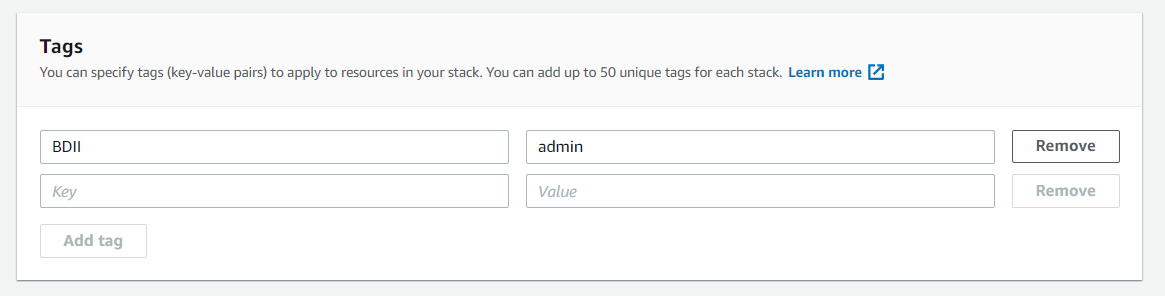 Tags
You can specify tags (key-value pairs) to apply to resources in your stack. You can add up to 50 unique tags for each stack. Learn more
BDII admin Remove
Key Value Remove
Add tag